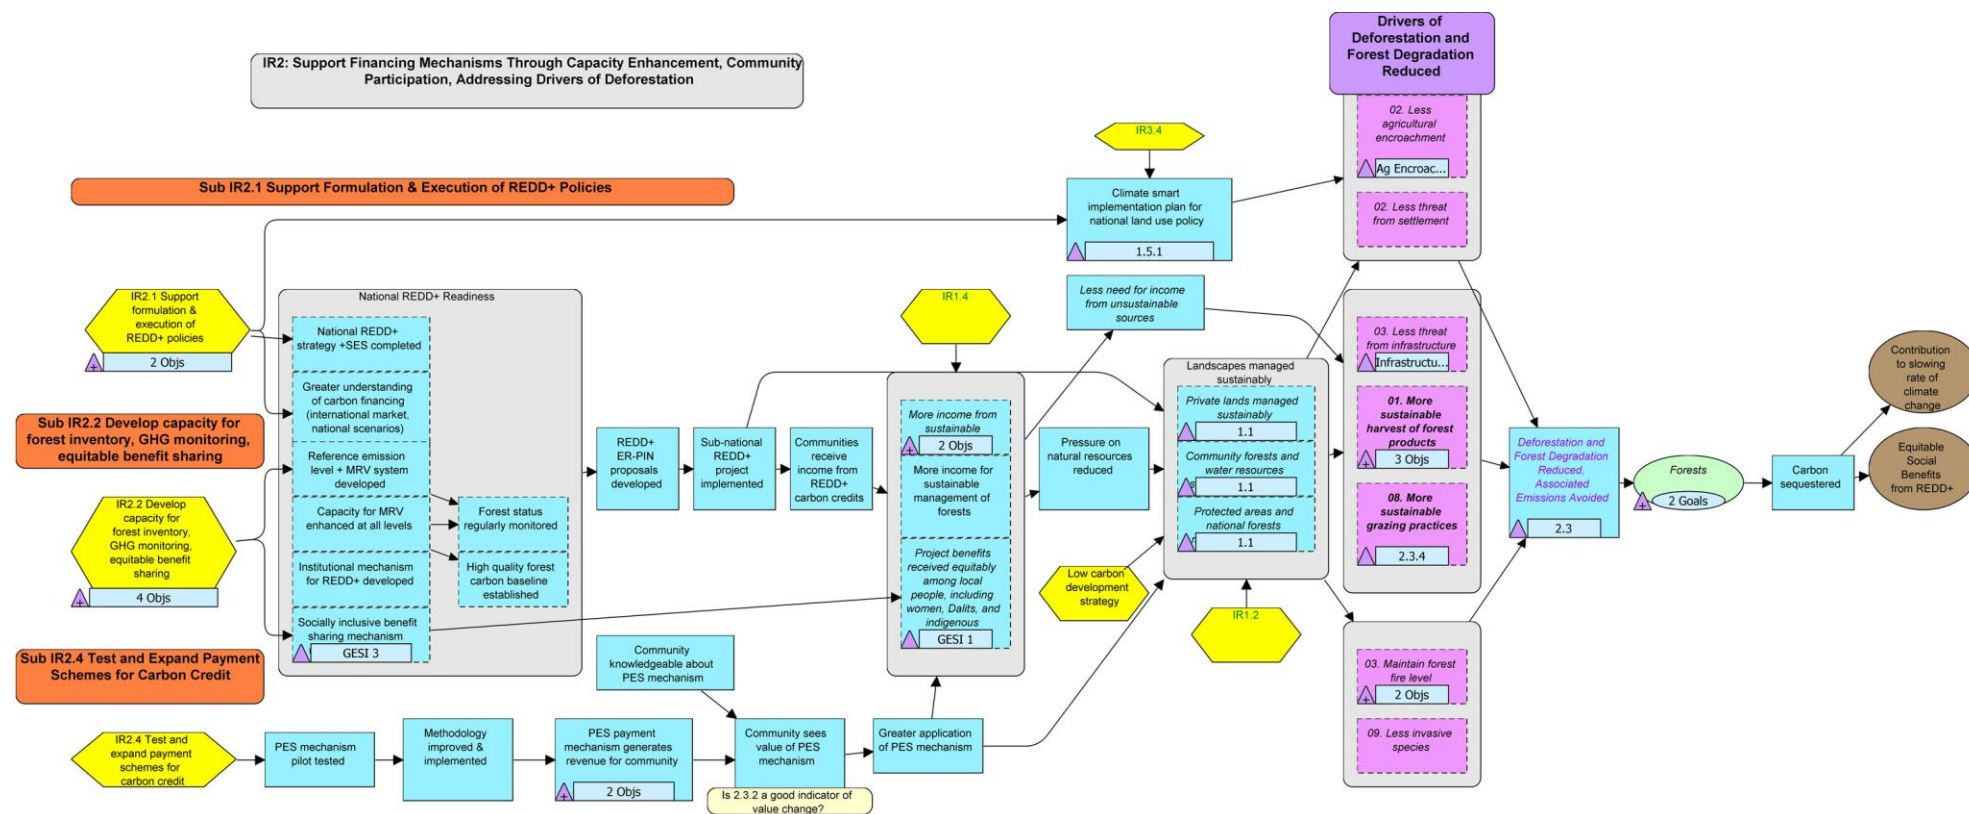 IR2: Support Financing Mechanisms Through Capacity Enhancement, Community
Participation, Addressing Drivers of Deforestation
Drivers of
Deforestation and
Forest Degradation
Reduced
02. Less
agricultural
encroachment
Ag Encroac...
02. Less threat
from settlement
IR3.4
Sub IR2.1 Support Formulation & Execution of REDD+ Policies
Climate smart
implementation plan for
national land use policy
1.5.1
IR2.1 Support
formulation &
execution of
REDD+ policies
2 Objs
National REDD+ Readiness
National REDD+
strategy +SES completed
Greater understanding
of carbon financing
(international market,
national scenarios)
Reference emission
level + MRV system
developed
Capacity for MRV
enhanced at all levels
Institutional mechanism
for REDD+ developed
Socially inclusive benefit
sharing mechanism
GESI 3
Forest status
regularly monitored
High quality forest
carbon baseline
established
Sub IR2.2 Develop capacity for
forest inventory, GHG monitoring,
equitable benefit sharing
IR2.2 Develop
capacity for
forest inventory,
GHG monitoring,
equitable benefit
sharing
4 Objs
REDD+
ER-PIN
proposals
developed
Sub-national
REDD+
project
implemented
Communities
receive
income from
REDD+
carbon credits
IR1.4
More income from
sustainable
2 Objs
More income for
sustainable
management of
forests
Project benefits
received equitably
among local
people, including
women, Dalits, and
indigenous
GESI 1
Less need for income
from unsustainable
sources
Pressure on
natural resources
reduced
Low carbon
development
strategy
Landscapes managed
sustainably
Private lands managed
sustainably
1.1
Community forests and
water resources
1.1
Protected areas and
national forests
1.1
IR1.2
03. Less threat
from infrastructure
Infrastructu...
01. More
sustainable
harvest of forest
products
3 Objs
08. More
sustainable
grazing practices
2.3.4
03. Maintain forest
fire level
2 Objs
09. Less invasive
species
Deforestation and
Forest Degradation
Reduced,
Associated
Emissions Avoided
2.3
Forests
2 Goals
Carbon
sequestered
Contribution
to slowing
rate of
climate
change
Equitable
Social
Benefits
from REDD+
Sub IR2.4 Test and Expand Payment
Schemes for Carbon Credit
IR2.4 Test and
expand payment
schemes for
carbon credit
PES mechanism
pilot tested
Methodology
improved &
implemented
PES payment
mechanism generates
revenue for community
2 Objs
Community
knowledgeable about
PES mechanism
Community sees
value of PES
mechanism
Is 2.3.2 a good indicator of
value change?
Greater application
of PES mechanism